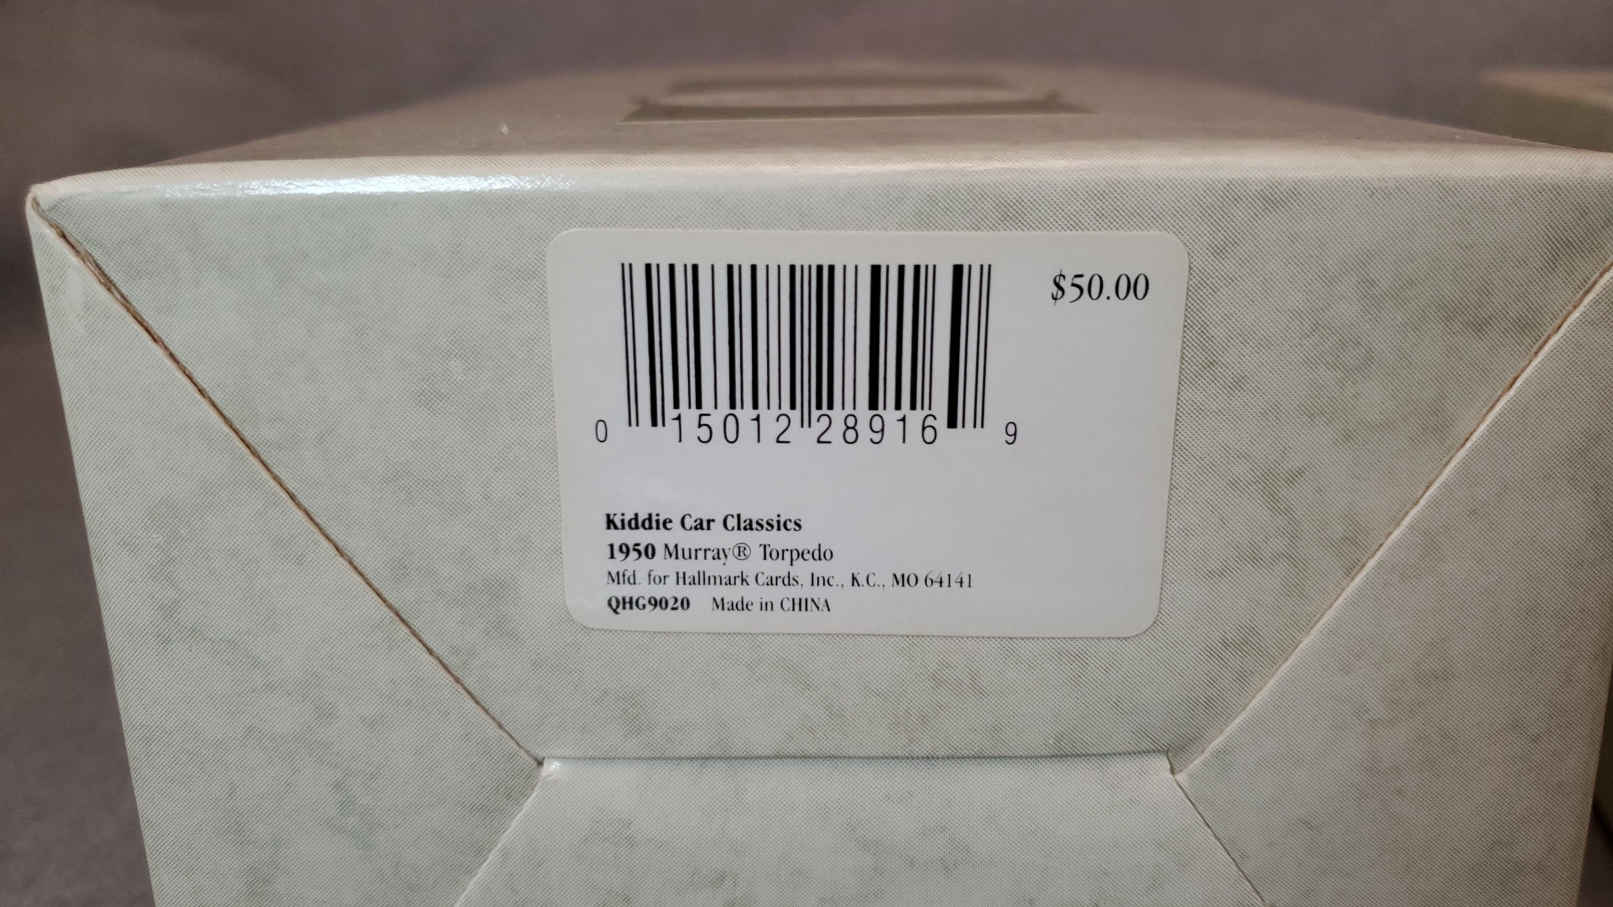 $50.00
0 15012 28916 9
Kiddie Car Classics
1950 Murray® Torpedo
Mfd. for Hallmark Cards, Inc., K.C., MO 64141
QHG9020 Made in CHINA